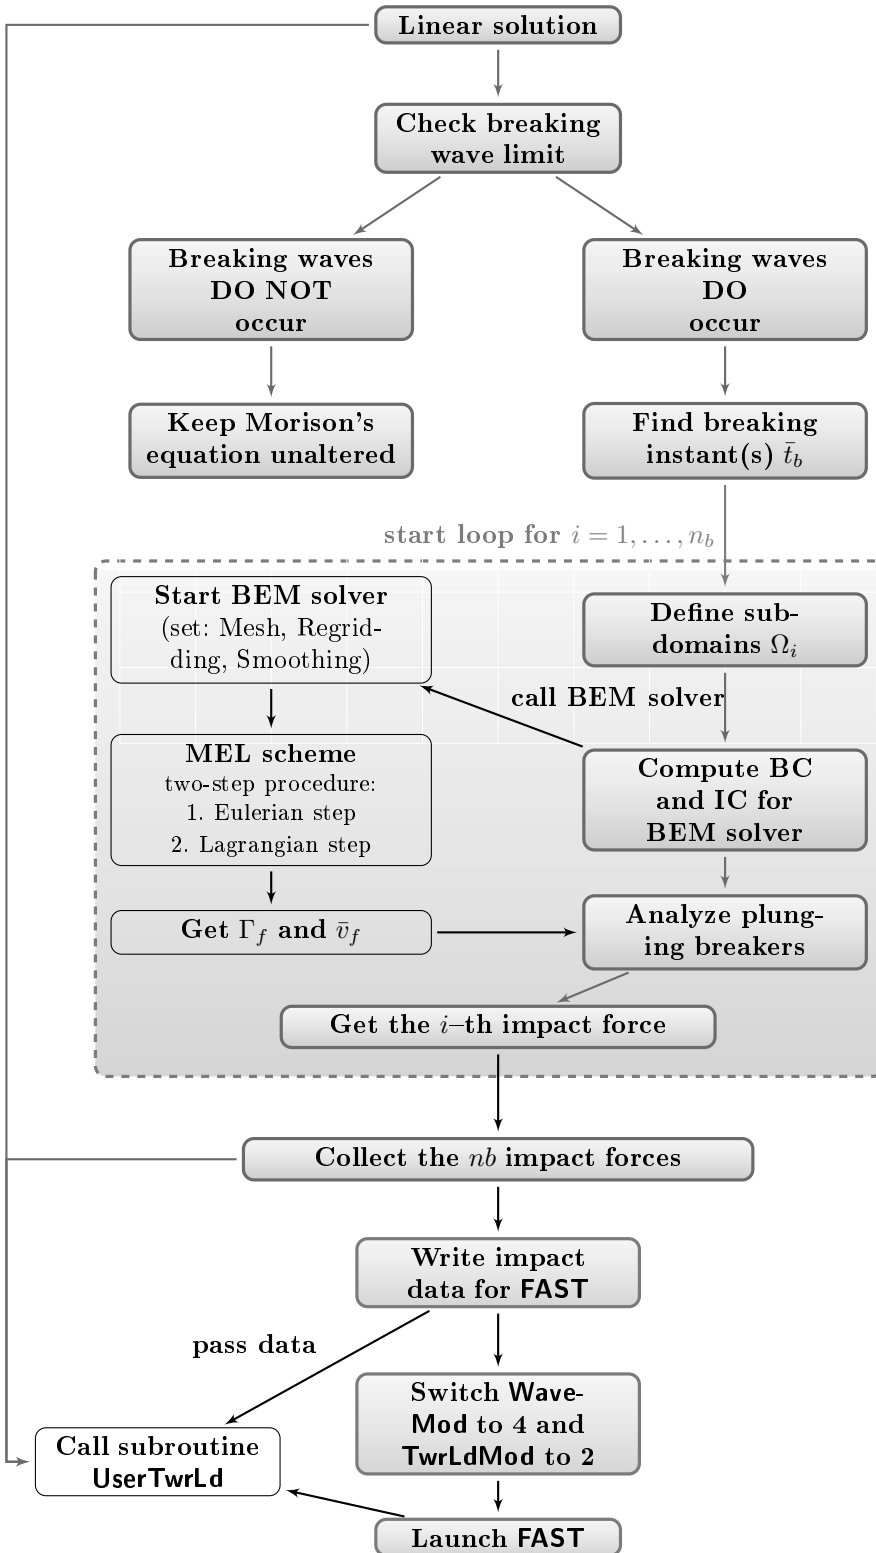 Linear solution
Check breaking
wave limit
Breaking waves
DO NOT
occur
Breaking waves
DO
occur
Keep Morison's
equation unaltered
Find breaking
instant(s) $\bar{t}_b$
start loop for $i = 1, \ldots, n_b$
Start BEM solver
(set: Mesh, Regrid-
ding, Smoothing)
Define sub-
domains $\Omega_i$
call BEM solver
MEL scheme
two-step procedure:
1. Eulerian step
2. Lagrangian step
Compute BC
and IC for
BEM solver
Get $\Gamma_f$ and $\bar{v}_f$
Analyze plung-
ing breakers
Get the $i$–th impact force
Collect the $nb$ impact forces
Write impact
data for FAST
pass data
Switch Wave-
Mod to 4 and
TwrLdMod to 2
Call subroutine
UserTwrLd
Launch FAST